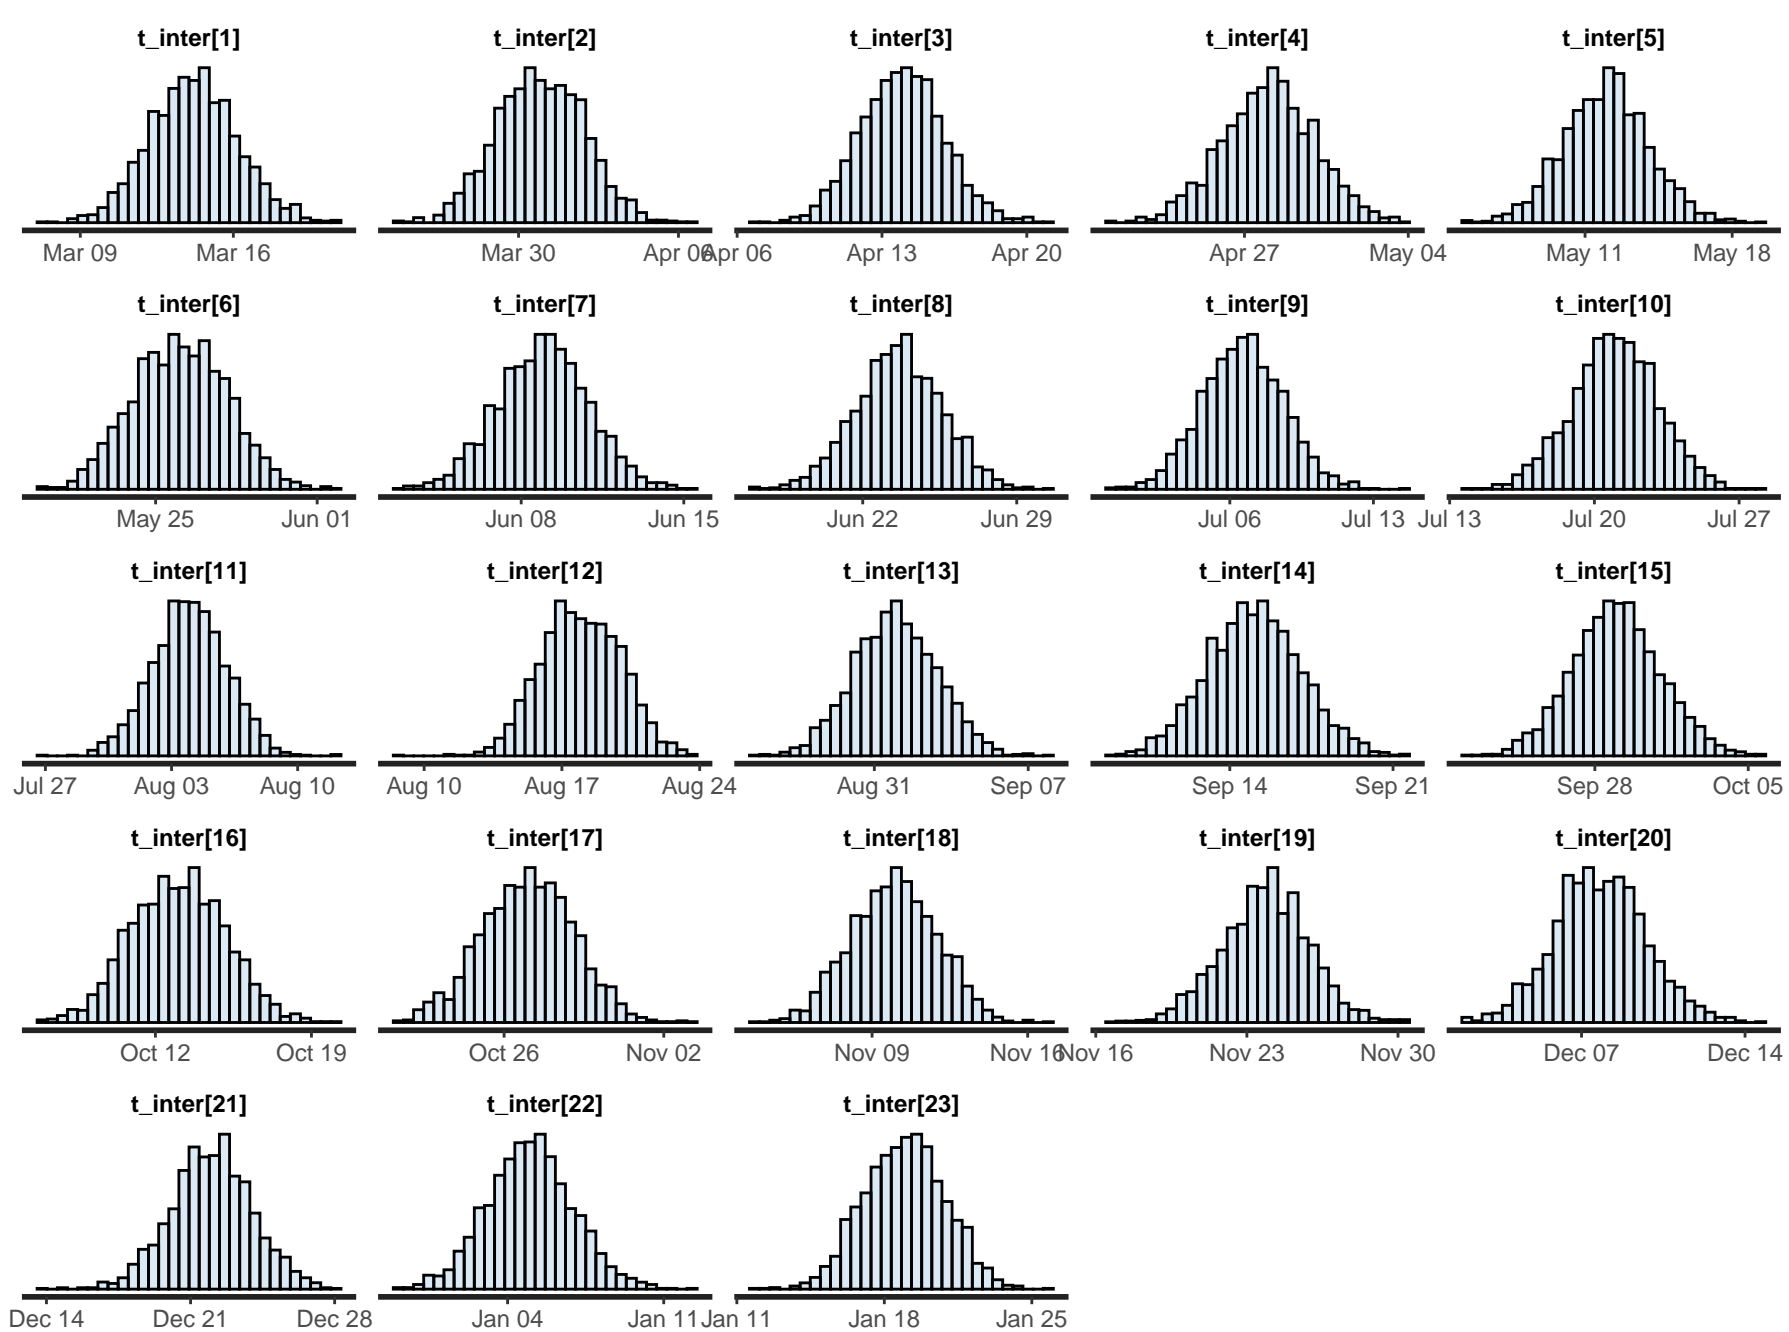 t_inter[1] t_inter[2] t_inter[3] t_inter[4] t_inter[5]
Mar 09 Mar 16 Mar 30 Apr 06 Apr 06 Apr 13 Apr 20 Apr 27 May 04 May 11 May 18
t_inter[6] t_inter[7] t_inter[8] t_inter[9] t_inter[10]
May 25 Jun 01 Jun 08 Jun 15 Jun 22 Jun 29 Jul 06 Jul 13 Jul 13 Jul 20 Jul 27
t_inter[11] t_inter[12] t_inter[13] t_inter[14] t_inter[15]
Jul 27 Aug 03 Aug 10 Aug 10 Aug 17 Aug 24 Aug 31 Sep 07 Sep 14 Sep 21 Sep 28 Oct 05
t_inter[16] t_inter[17] t_inter[18] t_inter[19] t_inter[20]
Oct 12 Oct 19 Oct 26 Nov 02 Nov 09 Nov 16 Nov 16 Nov 23 Nov 30 Dec 07 Dec 14
t_inter[21] t_inter[22] t_inter[23]
Dec 14 Dec 21 Dec 28 Jan 04 Jan 11 Jan 11 Jan 18 Jan 25